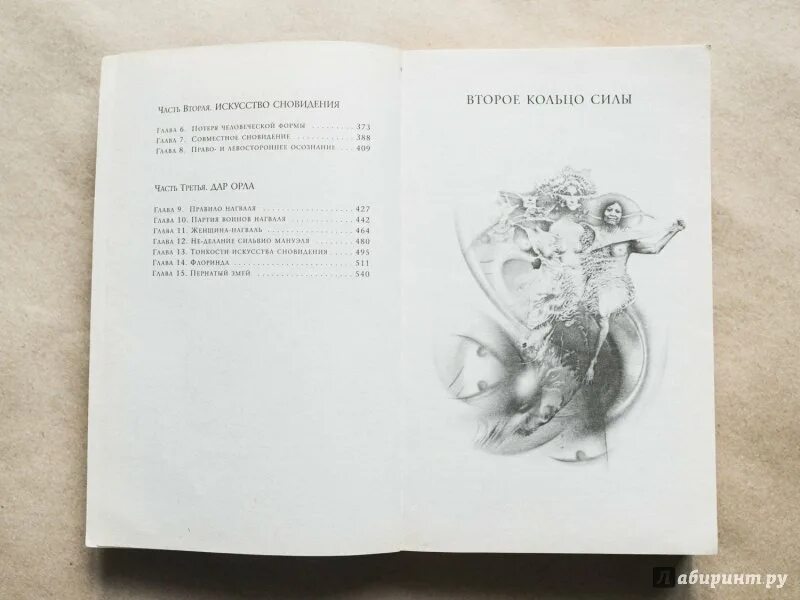 Часть Вторая. ИСКУССТВО СНОВИДЕНИЯ
Глава 6. Потеря человеческой формы .......... 373
Глава 7. Совместное сновидение .............. 388
Глава 8. Право- и левостороннее осознание ... 409
Часть Третья. ДАР ОРЛА
Глава 9. Правило нагваля .................... 427
Глава 10. Партия воинов нагваля ............. 442
Глава 11. Женщина-нагваль ................... 464
Глава 12. Не-делание Сильвио Мануэля ........ 480
Глава 13. Тонкости искусства сновидения ..... 495
Глава 14. Флоринда .......................... 511
Глава 15. Пернатый змей ..................... 540
ВТОРОЕ КОЛЬЦО СИЛЫ
Лабиринт.ру